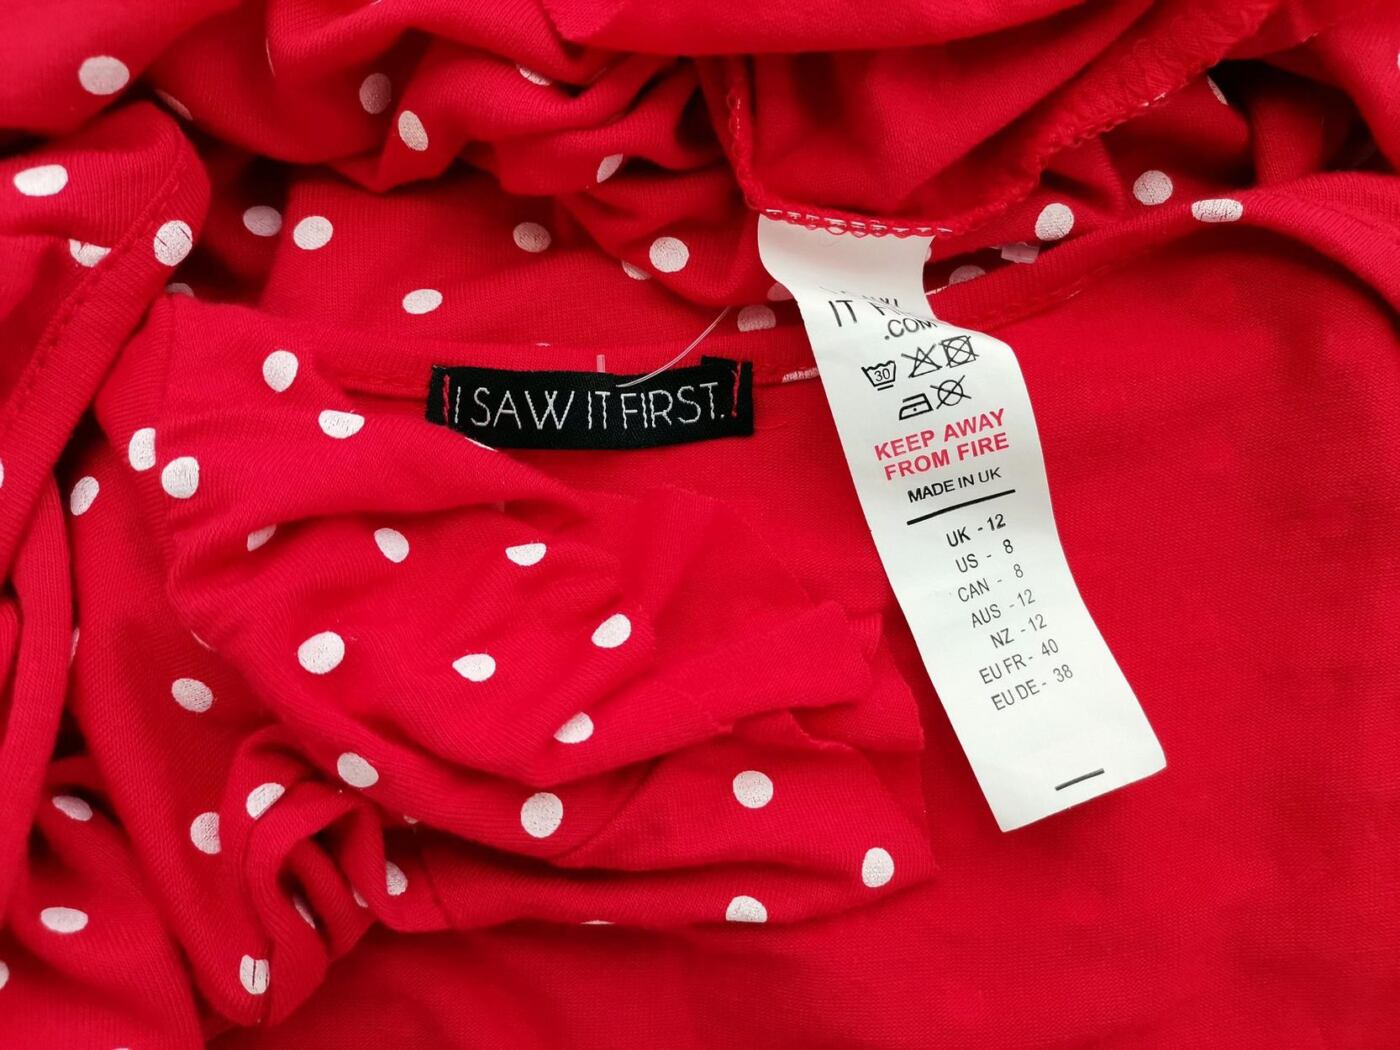 I SAW IT FIRST.
IT
.COM
30
KEEP AWAY
FROM FIRE
MADE IN UK
UK - 12
US - 8
CAN - 8
AUS - 12
NZ - 12
EU FR - 40
EU DE - 38